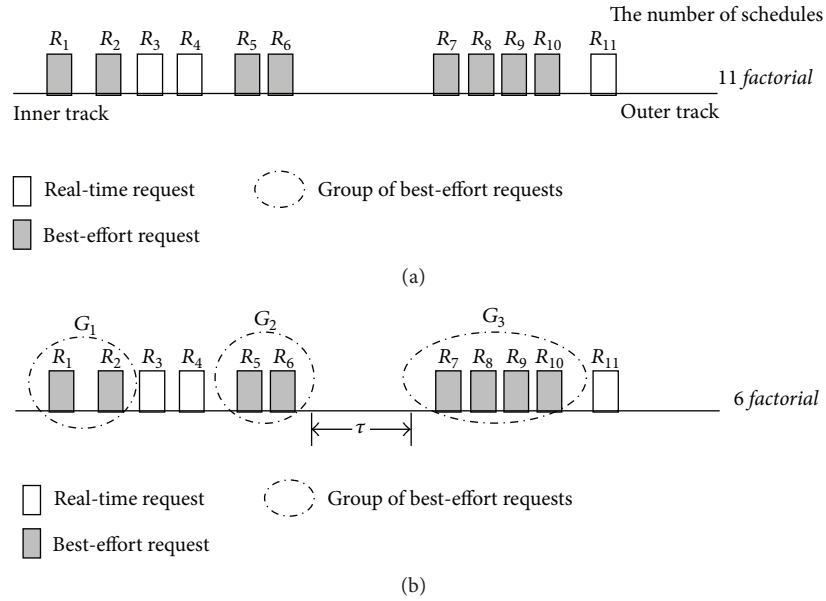 The number of schedules
R1 R2 R3 R4 R5 R6 R7 R8 R9 R10 R11
11 factorial
Inner track Outer track
Real-time request Group of best-effort requests
Best-effort request
(a)
G1 G2 G3
R1 R2 R3 R4 R5 R6 R7 R8 R9 R10 R11
6 factorial
τ
Real-time request Group of best-effort requests
Best-effort request
(b)